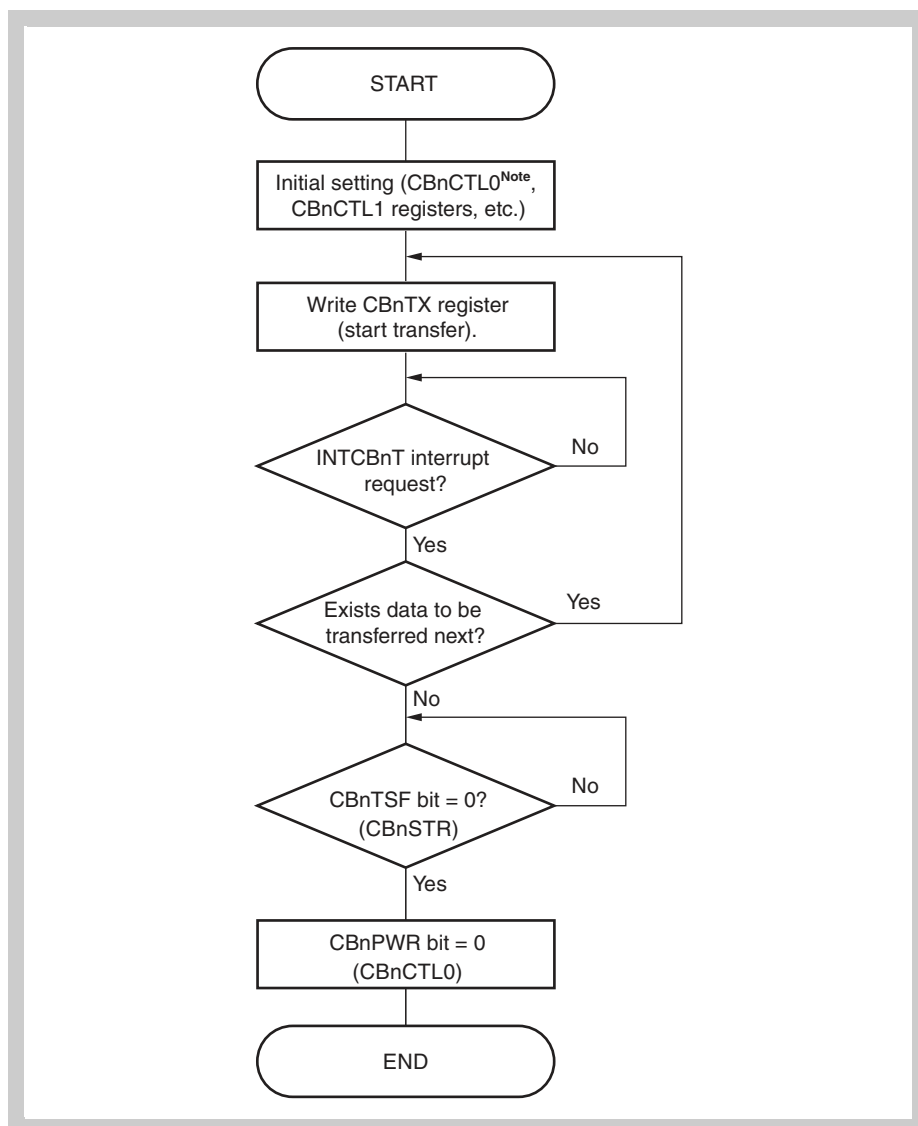 START
Initial setting (CBnCTL0Note,
CBnCTL1 registers, etc.)
Write CBnTX register
(start transfer).
INTCBnT interrupt
request?
No
Yes
Exists data to be
transferred next?
Yes
No
CBnTSF bit = 0?
(CBnSTR)
No
Yes
CBnPWR bit = 0
(CBnCTL0)
END